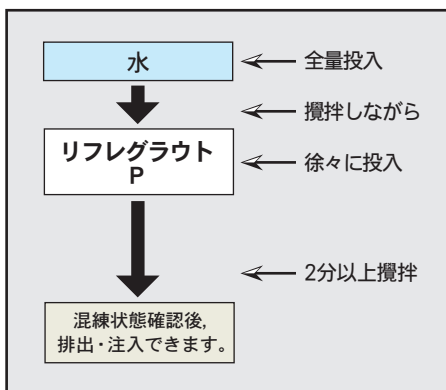 水
全量投入
攪拌しながら
リフレグラウト
P
徐々に投入
2分以上攪拌
混練状態確認後,
排出・注入できます。